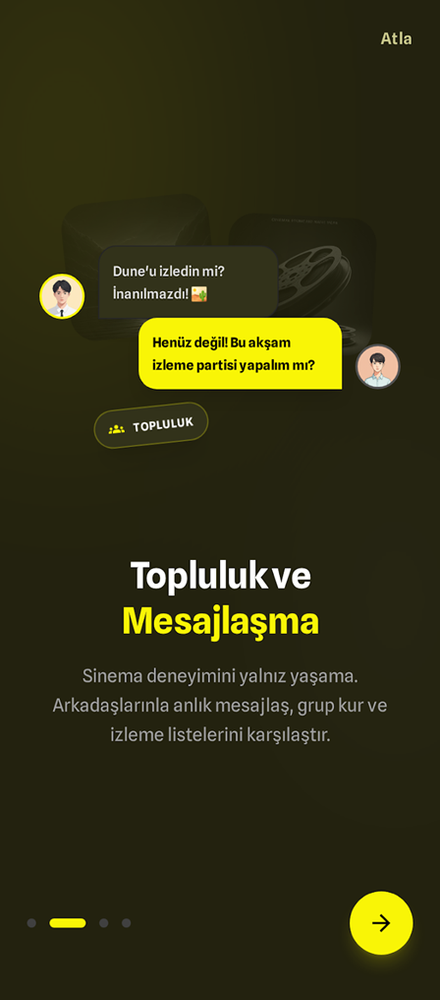 Atla
Dune'u izledin mi?
İnanılmazdı! 🏜️
Henüz değil! Bu akşam
izleme partisi yapalım mı?
TOPLULUK
Topluluk ve
Mesajlaşma
Sinema deneyimini yalnız yaşama.
Arkadaşlarınla anlık mesajlaş, grup kur ve
izleme listelerini karşılaştır.